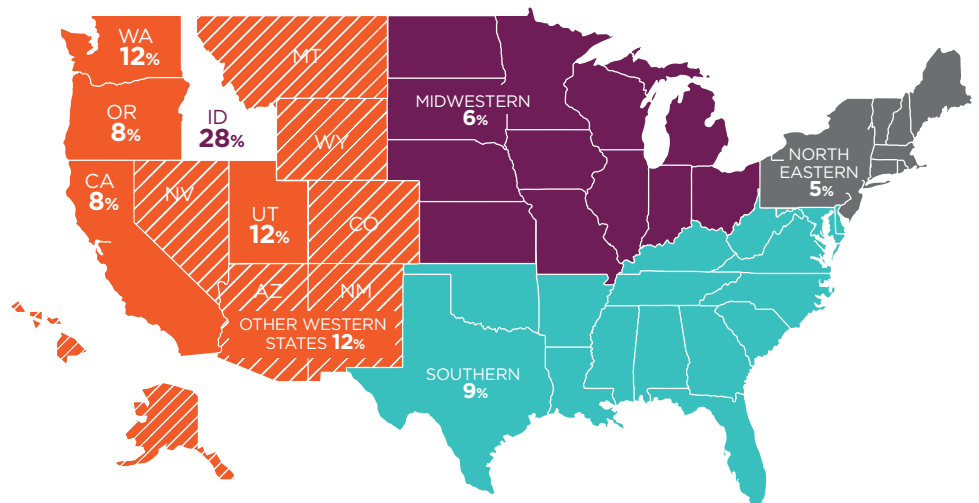 WA
12%
MT
OR
8%
ID
28%
MIDWESTERN
6%
WY
NORTH
EASTERN
5%
CA
8%
NV
UT
12%
CO
AZ
NM
OTHER WESTERN
STATES 12%
SOUTHERN
9%